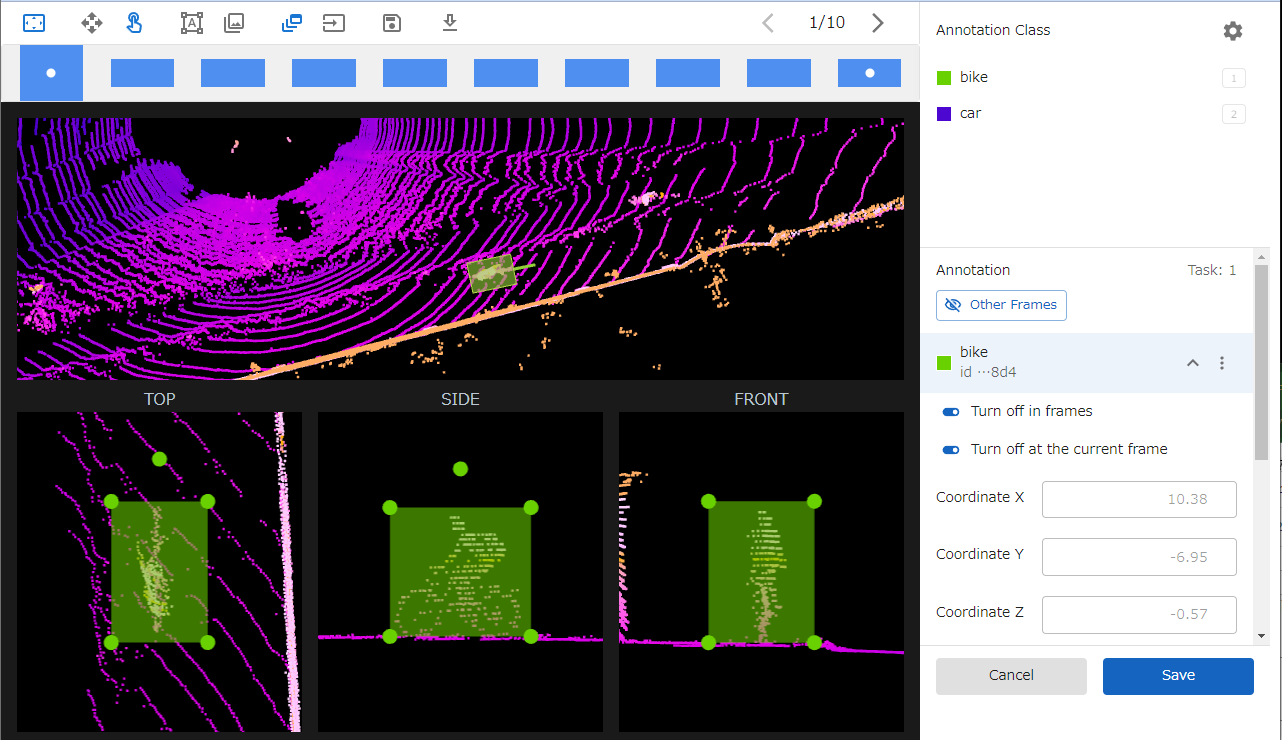 1/10
Annotation Class
bike 1
car 2
Annotation Task: 1
Other Frames
bike
id ⋯8d4
Turn off in frames
Turn off at the current frame
Coordinate X 10.38
Coordinate Y -6.95
Coordinate Z -0.57
Cancel Save
A
TOP SIDE FRONT